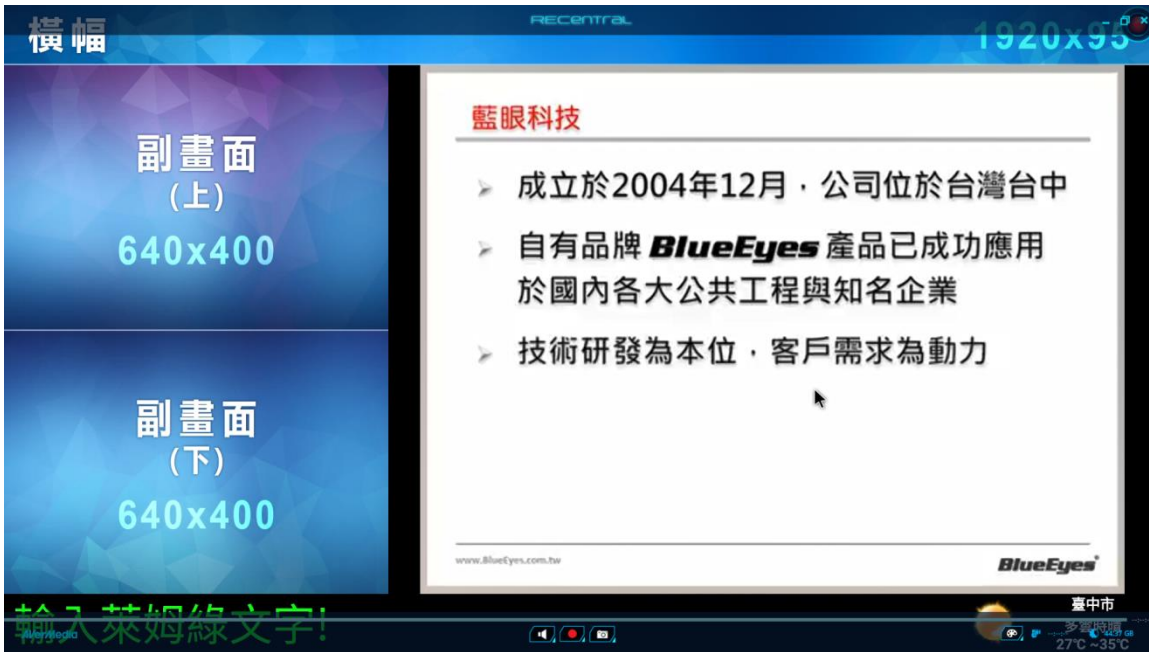 RECentral
橫幅
1920x95
副畫面
(上)
640x400
副畫面
(下)
640x400
藍眼科技
成立於2004年12月，公司位於台灣台中
自有品牌 BlueEyes 產品已成功應用
於國內各大公共工程與知名企業
技術研發為本位，客戶需求為動力
www.BlueEyes.com.tw
BlueEyes
輸入萊姆綠文字!
AVerMedia
臺中市
多雲時晴
27℃~35℃